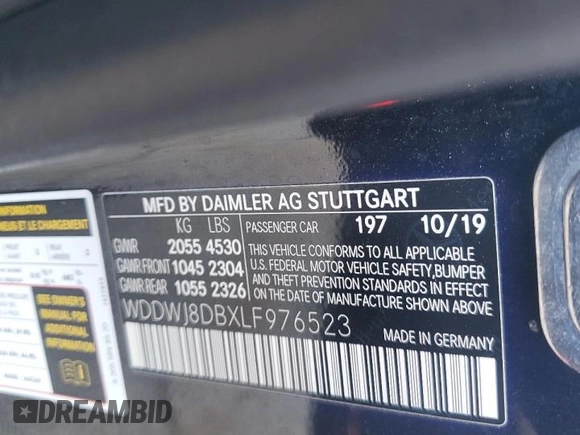 MFD BY DAIMLER AG STUTTGART
KG LBS PASSENGER CAR 197 10/19
GVWR 2055 4530
GAWR FRONT 1045 2304
GAWR REAR 1055 2326
THIS VEHICLE CONFORMS TO ALL APPLICABLE
U.S. FEDERAL MOTOR VEHICLE SAFETY, BUMPER
AND THEFT PREVENTION STANDARDS IN EFFECT
ON THE DATE OF MANUFACTURE SHOWN ABOVE
WDDWJ8DBXLF976523
MADE IN GERMANY
INFORMATION
ET LE CHARGEMENT
SEE OWNER'S
MANUAL FOR
ADDITIONAL
INFORMATION
DREAMBID